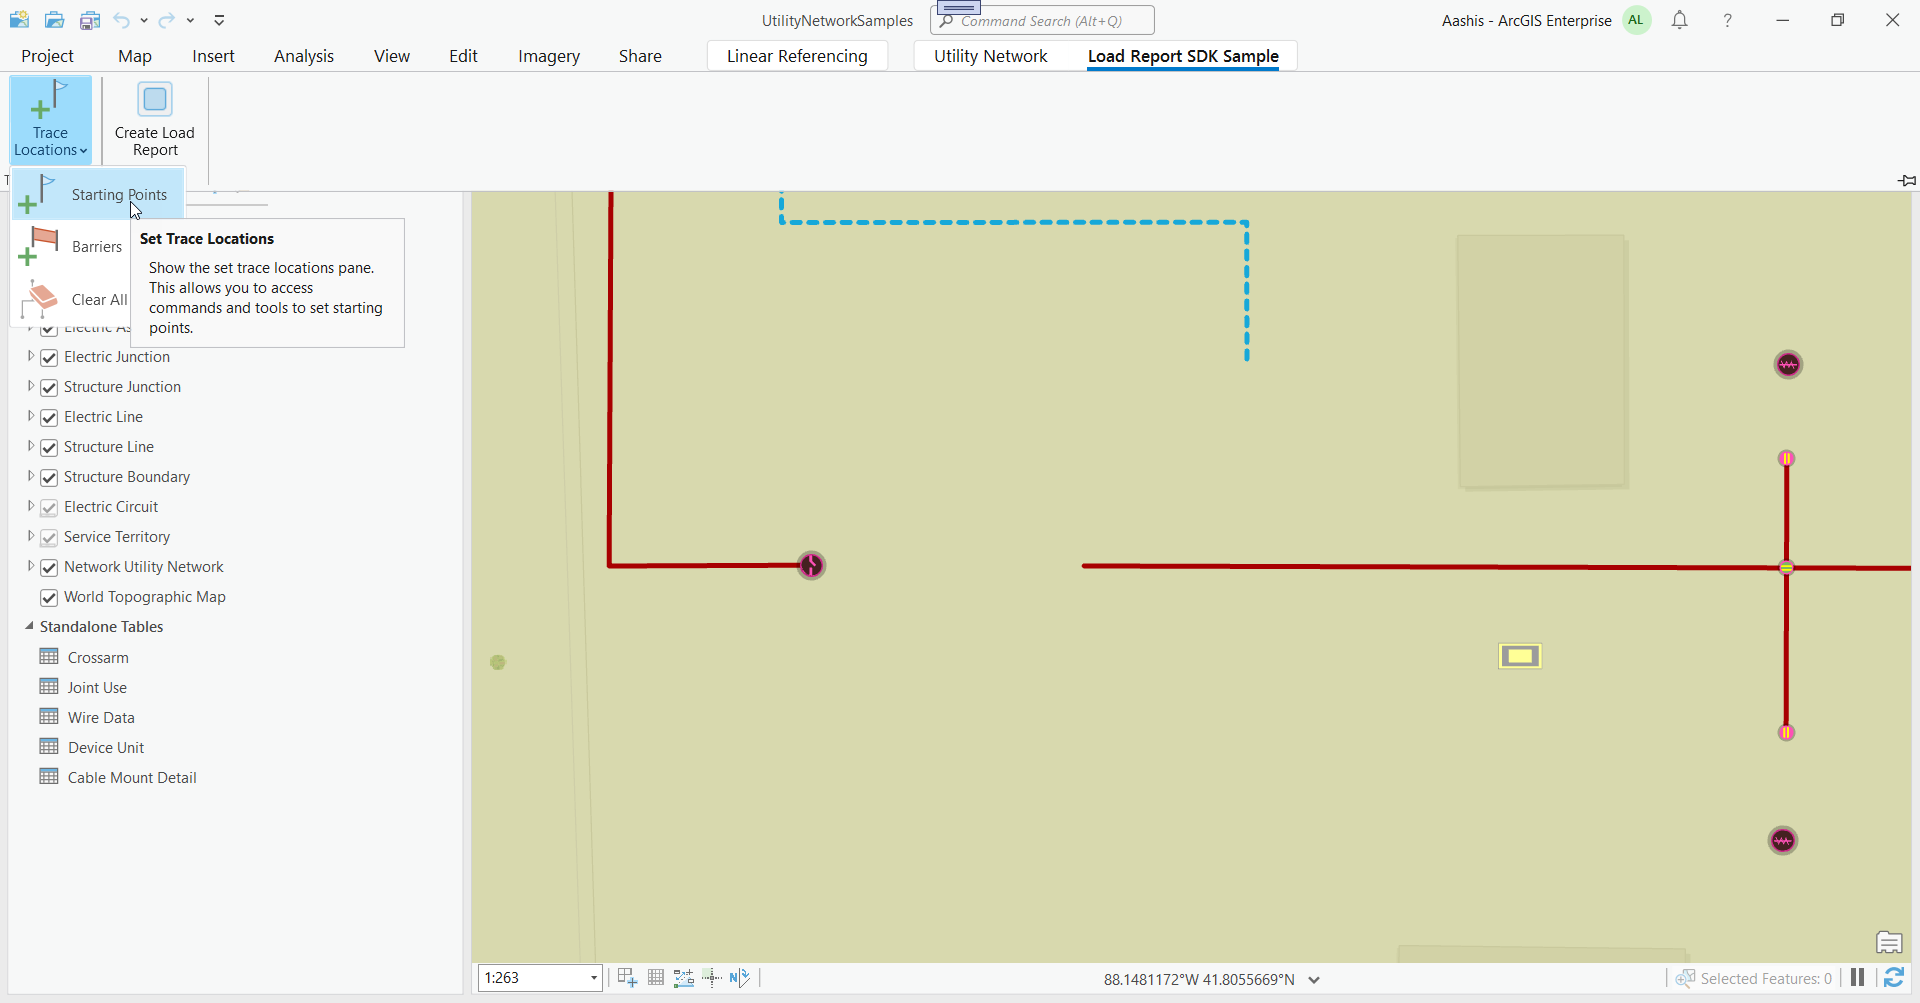 UtilityNetworkSamples
Command Search (Alt+Q)
Aashis - ArcGIS Enterprise
AL
?
Project
Map
Insert
Analysis
View
Edit
Imagery
Share
Linear Referencing
Utility Network
Load Report SDK Sample
Trace
Locations
Create Load
Report
Starting Points
Barriers
Clear All
Set Trace Locations
Show the set trace locations pane.
This allows you to access
commands and tools to set starting
points.
Electric Junction
Structure Junction
Electric Line
Structure Line
Structure Boundary
Electric Circuit
Service Territory
Network Utility Network
World Topographic Map
Standalone Tables
Crossarm
Joint Use
Wire Data
Device Unit
Cable Mount Detail
1:263
N
88.1481172°W 41.8055669°N
Selected Features: 0